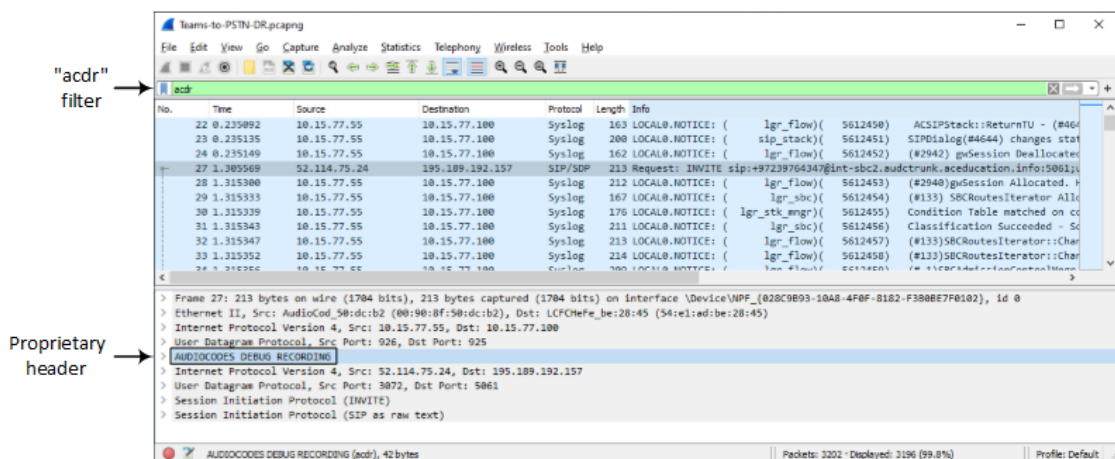 Teams-to-PSTN-DR.pcapng
File Edit View Go Capture Analyze Statistics Telephony Wireless Tools Help
"acdr"
filter
acdr
No. Time Source Destination Protocol Length Info
22 0.235092 10.15.77.55 10.15.77.100 Syslog 163 LOCAL0.NOTICE: ( lgr_flow)( 5612450) ACSIPStack::ReturnTU - (#464
23 0.235135 10.15.77.55 10.15.77.100 Syslog 200 LOCAL0.NOTICE: ( sip_stack)( 5612451) SIPDialog(#4644) changes stat
24 0.235149 10.15.77.55 10.15.77.100 Syslog 162 LOCAL0.NOTICE: ( lgr_flow)( 5612452) (#2942) gwSession Deallocated
27 1.305569 52.114.75.24 195.189.192.157 SIP/SDP 213 Request: INVITE sip:+97239764347@int-sbc2.audctrunk.aceducation.info:5061;u
28 1.315300 10.15.77.55 10.15.77.100 Syslog 212 LOCAL0.NOTICE: ( lgr_flow)( 5612453) (#2940)gwSession Allocated. H
29 1.315333 10.15.77.55 10.15.77.100 Syslog 167 LOCAL0.NOTICE: ( lgr_sbc)( 5612454) (#133) SBCRoutesIterator Allo
30 1.315339 10.15.77.55 10.15.77.100 Syslog 176 LOCAL0.NOTICE: ( lgr_stk_mngr)( 5612455) Condition Table matched on co
31 1.315343 10.15.77.55 10.15.77.100 Syslog 211 LOCAL0.NOTICE: ( lgr_sbc)( 5612456) Classification Succeeded - So
32 1.315347 10.15.77.55 10.15.77.100 Syslog 213 LOCAL0.NOTICE: ( lgr_flow)( 5612457) (#133)SBCRoutesIterator::Char
33 1.315352 10.15.77.55 10.15.77.100 Syslog 214 LOCAL0.NOTICE: ( lgr_flow)( 5612458) (#133)SBCRoutesIterator::Char
Frame 27: 213 bytes on wire (1704 bits), 213 bytes captured (1704 bits) on interface \Device\NPF_{028C9B93-10A8-4F0F-8182-F380BE7F0102}, id 0
Ethernet II, Src: AudioCod_50:dc:b2 (00:90:8f:50:dc:b2), Dst: LCFCHeFe_be:28:45 (54:e1:ad:be:28:45)
Internet Protocol Version 4, Src: 10.15.77.55, Dst: 10.15.77.100
User Datagram Protocol, Src Port: 926, Dst Port: 925
Proprietary
header
AUDIOCODES DEBUG RECORDING
Internet Protocol Version 4, Src: 52.114.75.24, Dst: 195.189.192.157
User Datagram Protocol, Src Port: 3072, Dst Port: 5061
Session Initiation Protocol (INVITE)
Session Initiation Protocol (SIP as raw text)
AUDIOCODES DEBUG RECORDING (acdr), 42 bytes Packets: 3202 · Displayed: 3196 (99.8%) Profile: Default